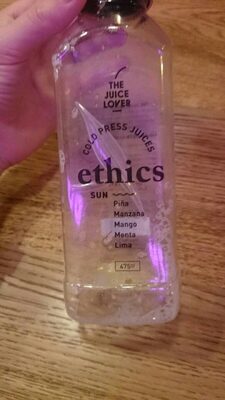 THE
JUICE
LOVER
COLD PRESS JUICES
ethics
SUN
Piña
Manzana
Mango
Menta
Lima
475